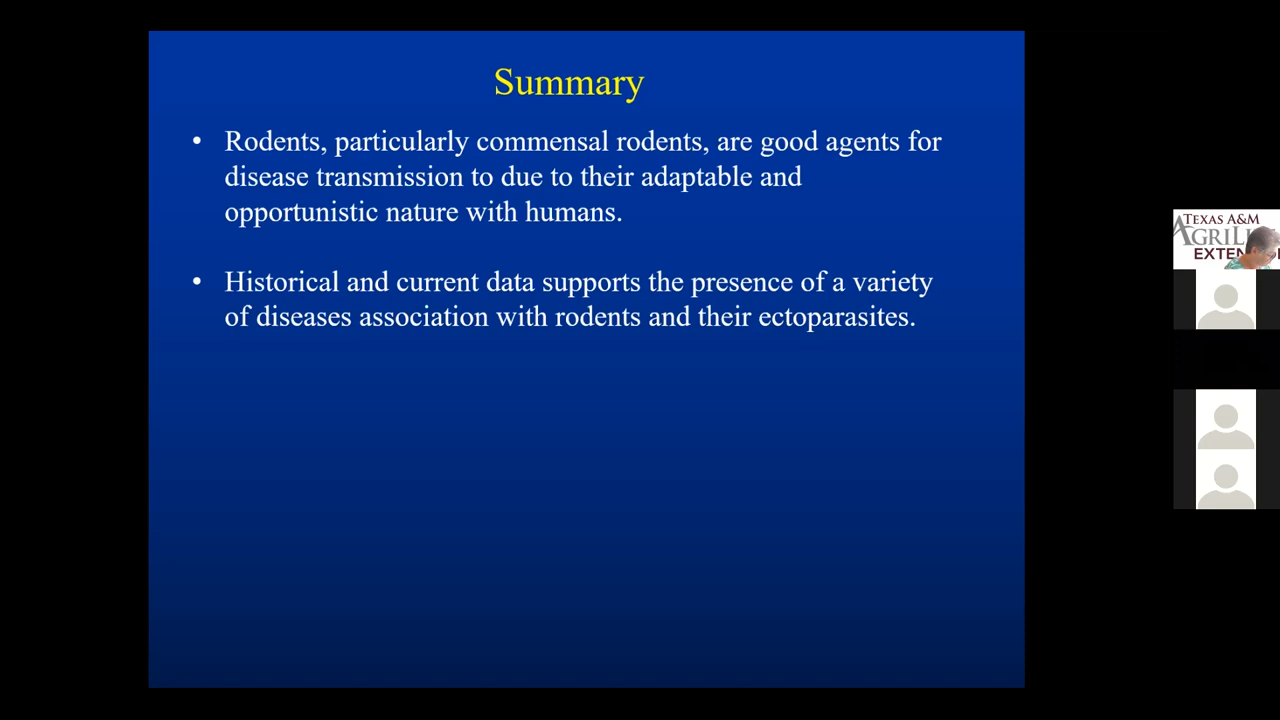 Summary
• Rodents, particularly commensal rodents, are good agents for
disease transmission to due to their adaptable and
opportunistic nature with humans.
• Historical and current data supports the presence of a variety
of diseases association with rodents and their ectoparasites.
TEXAS A&M
AGRILI
EXTEN